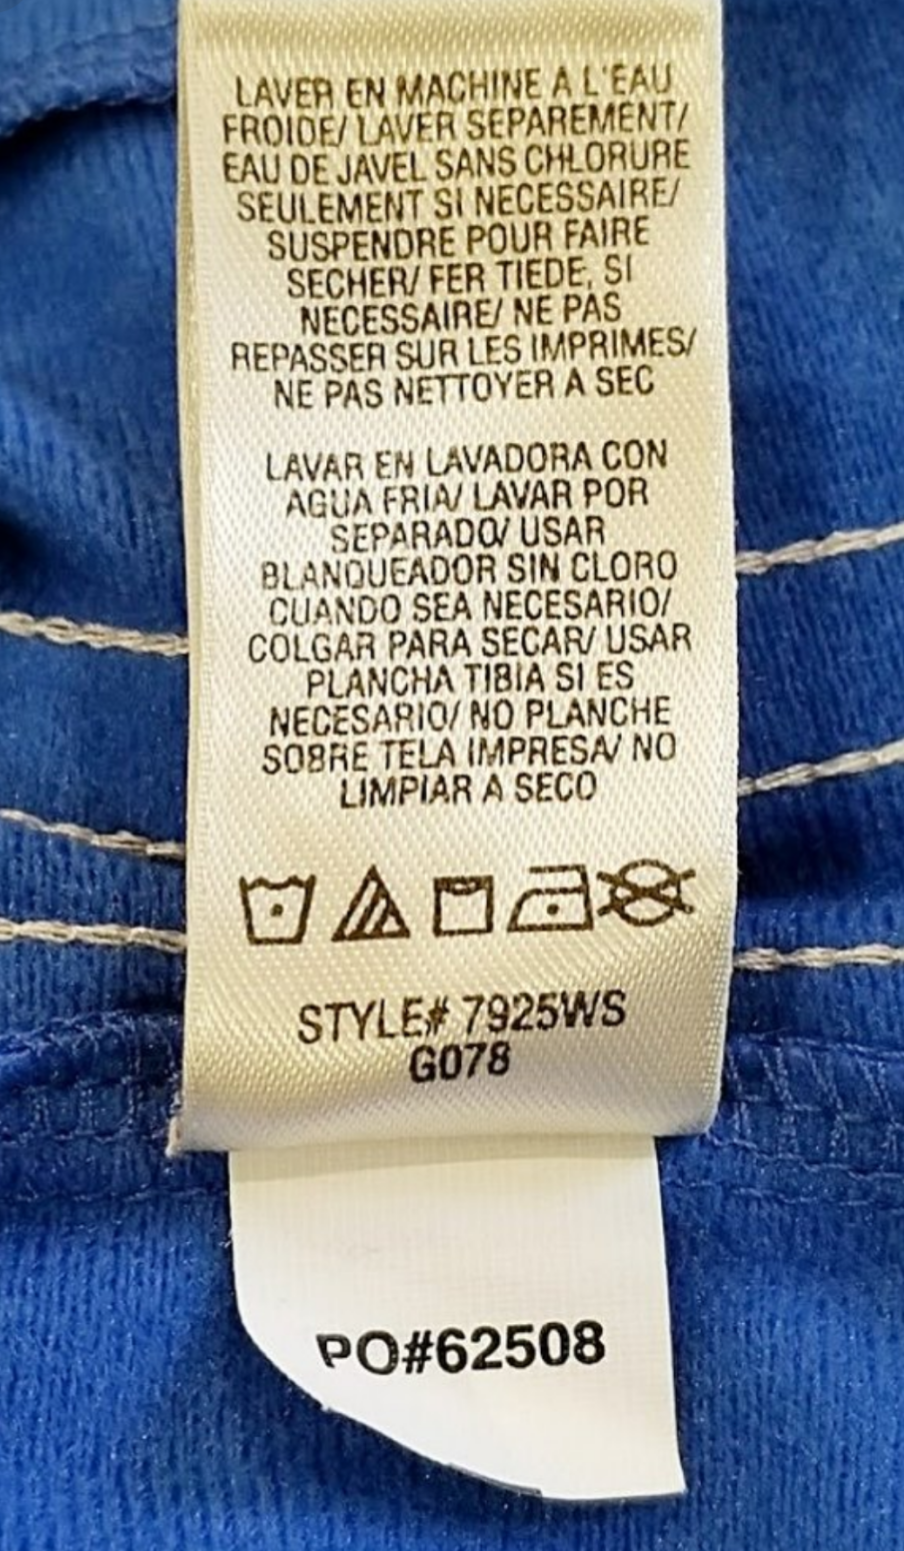 LAVER EN MACHINE A L'EAU
FROIDE/ LAVER SEPAREMENT/
EAU DE JAVEL SANS CHLORURE
SEULEMENT SI NECESSAIRE/
SUSPENDRE POUR FAIRE
SECHER/ FER TIEDE, SI
NECESSAIRE/ NE PAS
REPASSER SUR LES IMPRIMES/
NE PAS NETTOYER A SEC
LAVAR EN LAVADORA CON
AGUA FRIA/ LAVAR POR
SEPARADO/ USAR
BLANQUEADOR SIN CLORO
CUANDO SEA NECESARIO/
COLGAR PARA SECAR/ USAR
PLANCHA TIBIA SI ES
NECESARIO/ NO PLANCHE
SOBRE TELA IMPRESA/ NO
LIMPIAR A SECO
STYLE# 7925WS
G078
PO#62508